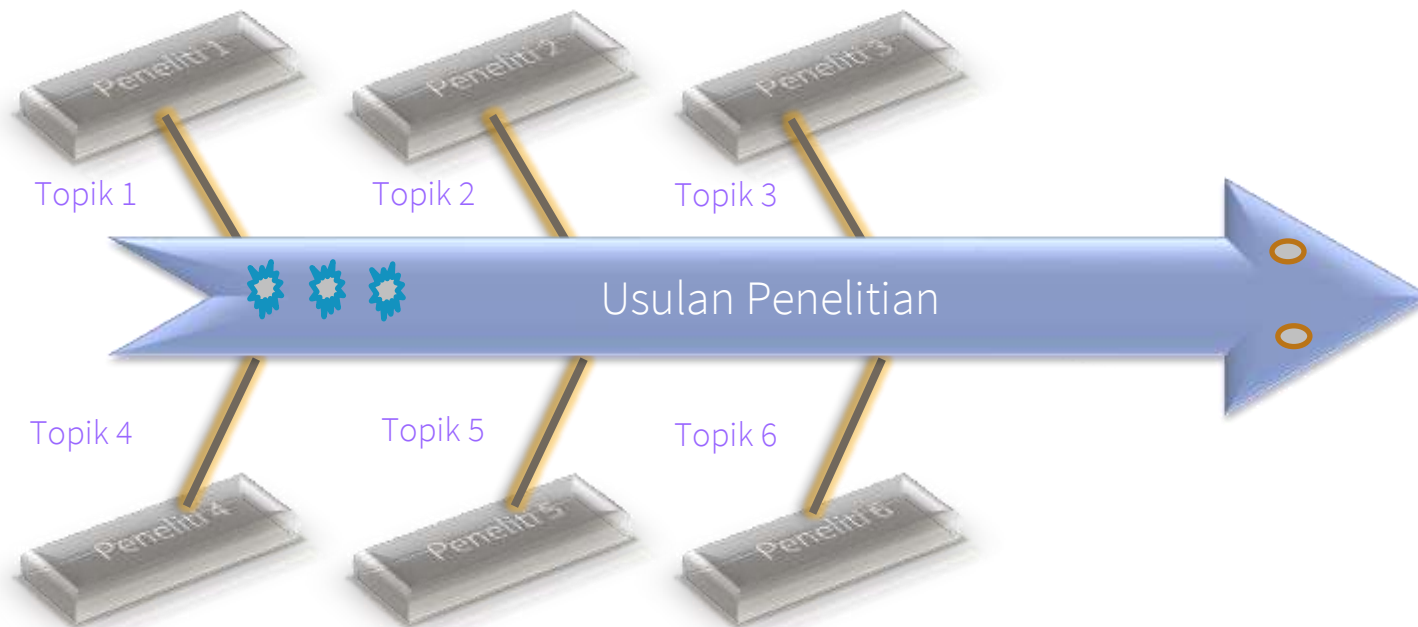 Peneliti 1
Peneliti 2
Peneliti 3
Topik 1
Topik 2
Topik 3
Usulan Penelitian
Topik 4
Topik 5
Topik 6
Peneliti 4
Peneliti 5
Peneliti 6